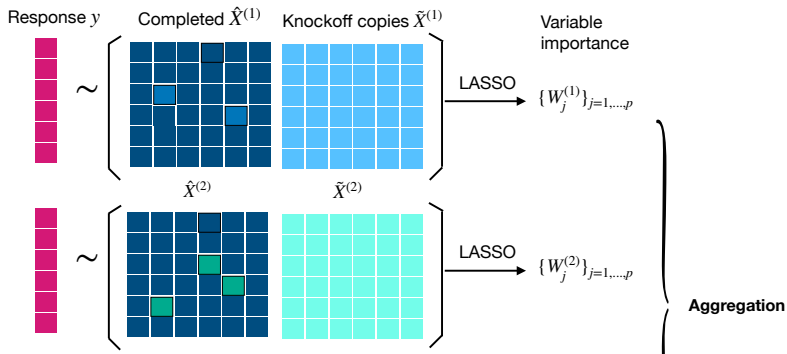 Response y
Completed X̂⁽¹⁾
Knockoff copies X̃⁽¹⁾
Variable
importance
∼
LASSO
{W_j⁽¹⁾}_{j=1,...,p}
X̂⁽²⁾
X̃⁽²⁾
∼
LASSO
{W_j⁽²⁾}_{j=1,...,p}
Aggregation